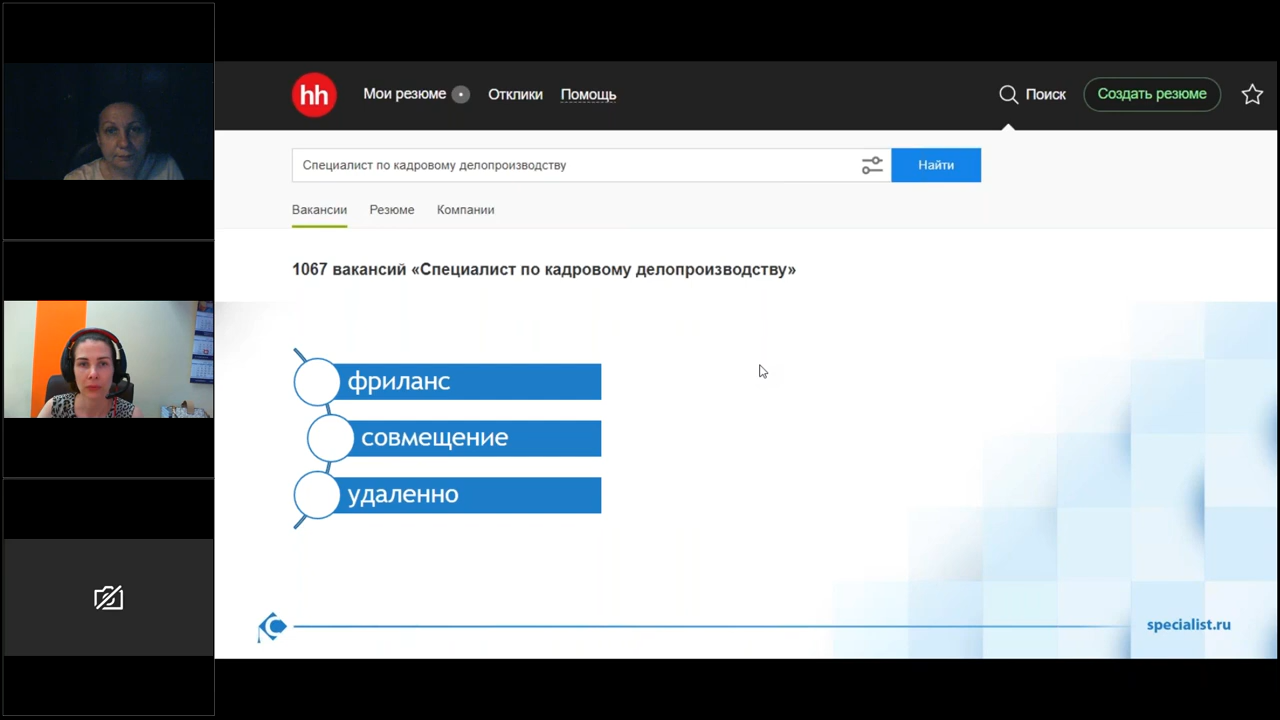 hh Мои резюме Отклики Помощь Поиск Создать резюме
Специалист по кадровому делопроизводству Найти
Вакансии Резюме Компании
1067 вакансий «Специалист по кадровому делопроизводству»
фриланс
совмещение
удаленно
specialist.ru